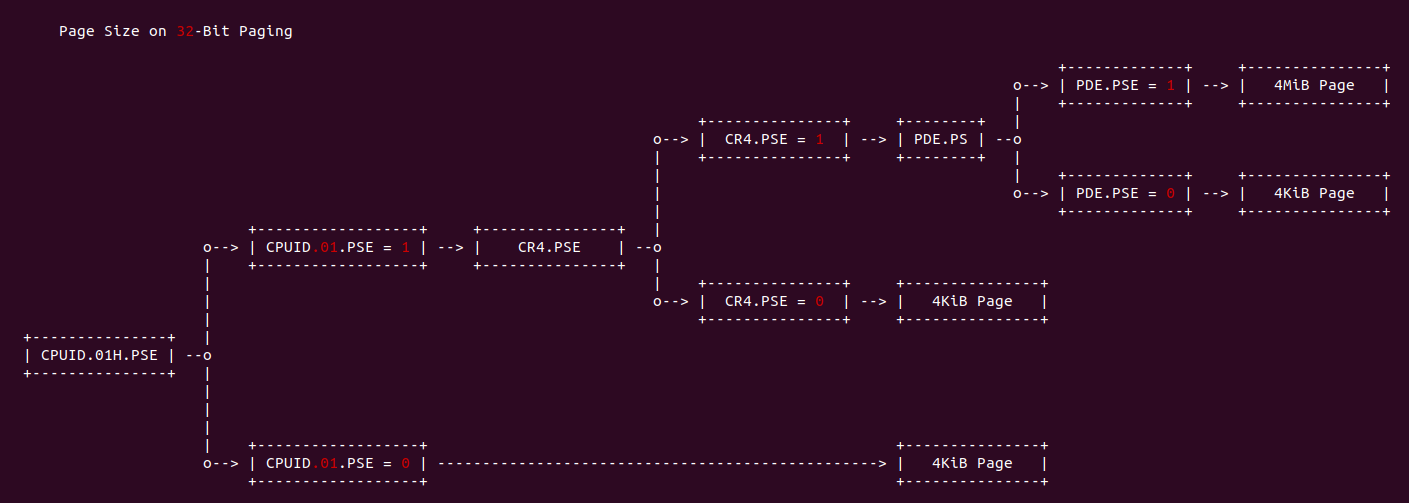 Page Size on 32-Bit Paging
+-------------+     +---------------+
o--> | PDE.PSE = 1 | --> |   4MiB Page   |
|    +-------------+     +---------------+
+---------------+     +--------+   |
o--> |  CR4.PSE = 1  | --> | PDE.PS | --o
|    +---------------+     +--------+   |
|                                       |    +-------------+     +---------------+
|                                       o--> | PDE.PSE = 0 | --> |   4KiB Page   |
|                                            +-------------+     +---------------+
+------------------+     +---------------+   |
o--> | CPUID.01.PSE = 1 | --> |    CR4.PSE    | --o
|    +------------------+     +---------------+   |
|                                                 |    +---------------+     +---------------+
|                                                 o--> |  CR4.PSE = 0  | --> |   4KiB Page   |
|                                                      +---------------+     +---------------+
+---------------+   |
| CPUID.01H.PSE | --o
+---------------+   |
|
|
|
|    +------------------+                                                    +---------------+
o--> | CPUID.01.PSE = 0 | -------------------------------------------------> |   4KiB Page   |
+------------------+                                                    +---------------+